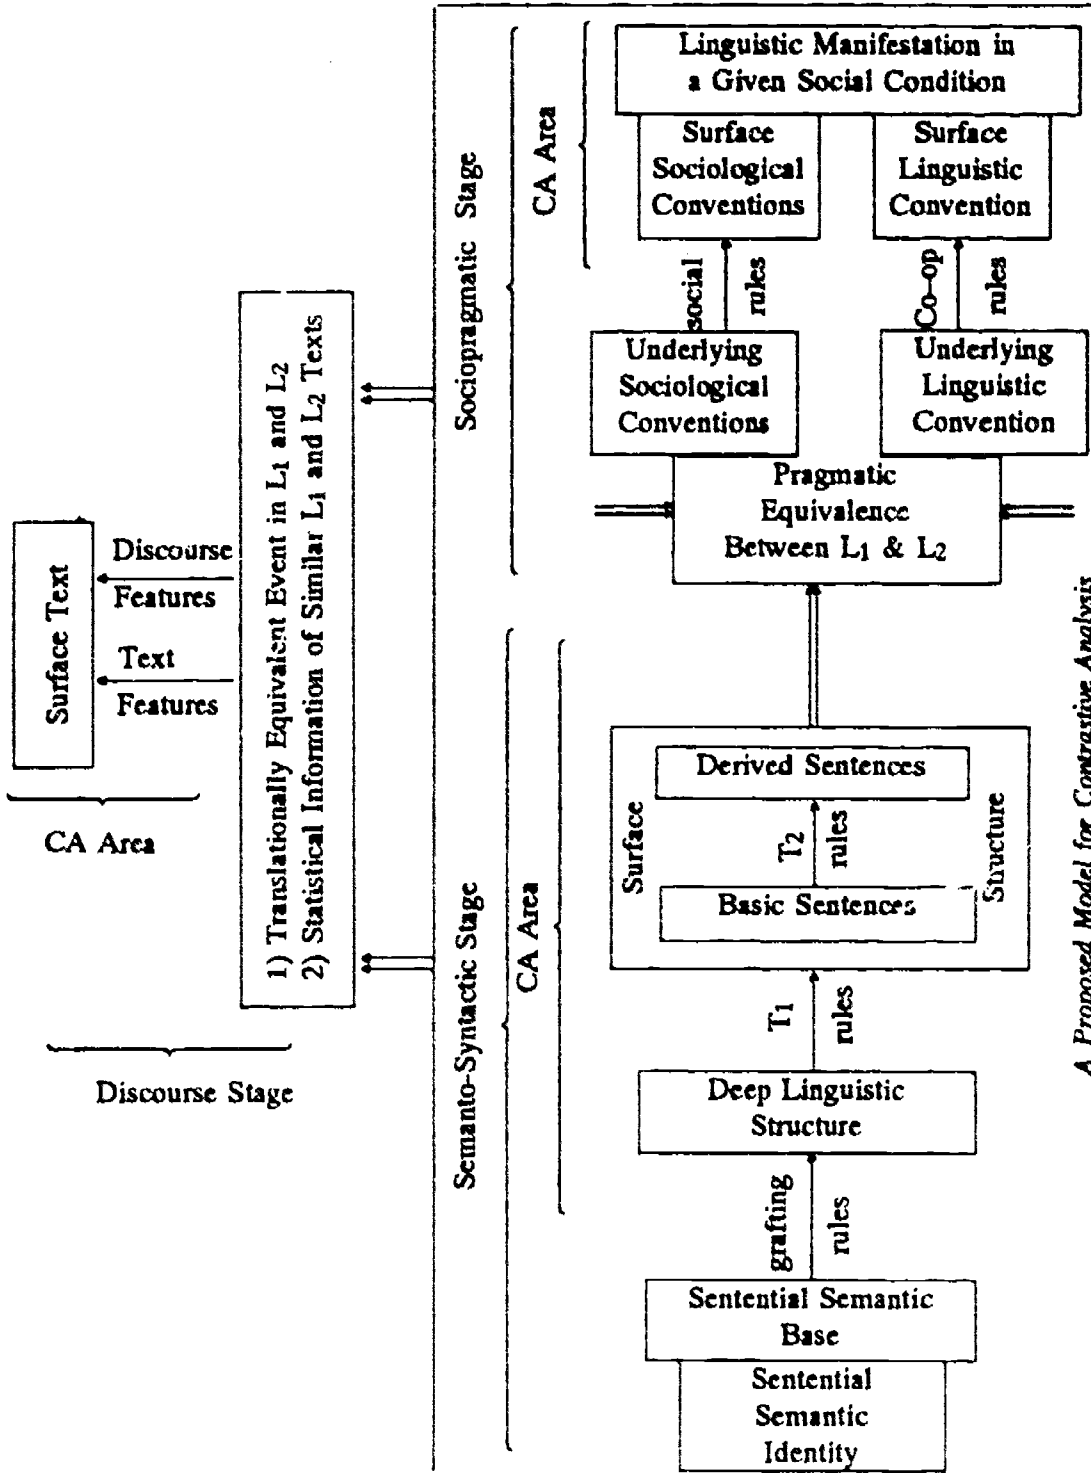 Linguistic Manifestation in
a Given Social Condition
Surface
Sociological
Conventions
Surface
Linguistic
Convention
CA Area
Sociopragmatic Stage
social
rules
Co-op
rules
Underlying
Sociological
Conventions
Underlying
Linguistic
Convention
Pragmatic
Equivalence
Between L1 & L2
1) Translationally Equivalent Event in L1 and L2
2) Statistical Information of Similar L1 and L2 Texts
Surface Text
Discourse
Features
Text
Features
CA Area
Discourse Stage
Semanto-Syntactic Stage
CA Area
Derived Sentences
Surface
T2
rules
Structure
Basic Sentences
T1
rules
Deep Linguistic
Structure
grafting
rules
Sentential Semantic
Base
Sentential
Semantic
Identity
A Proposed Model for Contrastive Analysis